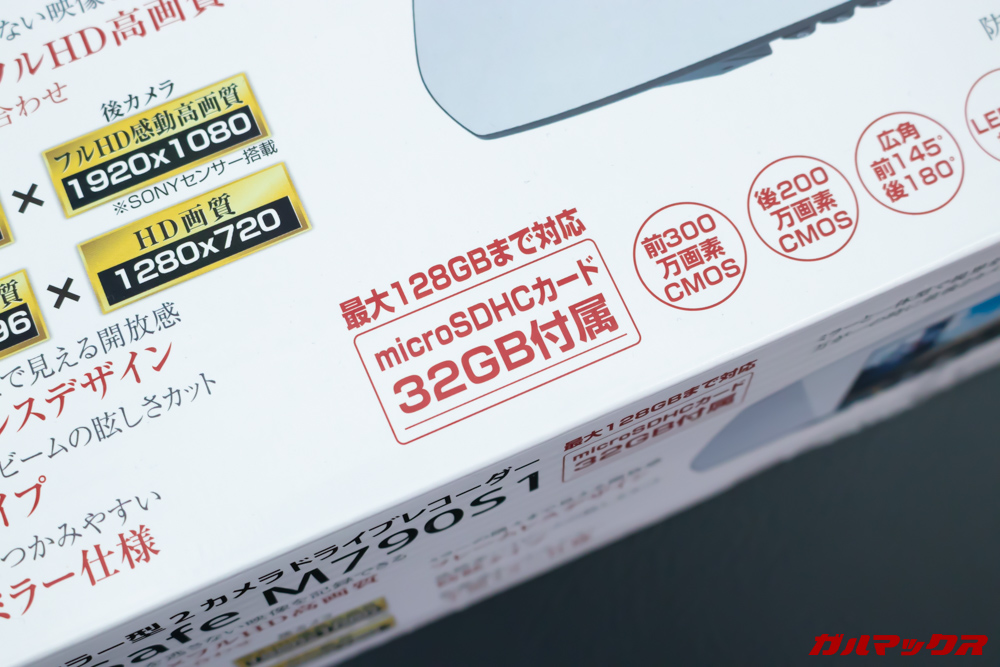 ない映像
フルHD高画質
合わせ
後カメラ
フルHD感動高画質
1920x1080
※SONYセンサー搭載
×
HD画質
1280x720
×
質
96
で見える開放感
レスデザイン
ビームの眩しさカット
イプ
つかみやすい
ミラー仕様
最大128GBまで対応
microSDHCカード
32GB付属
前300
万画素
CMOS
後200
万画素
CMOS
広角
前145°
後180°
LED
防
最大128GBまで対応
microSDHCカード
32GB付属
ラー型2カメラドライブレコーダー
Safe M790S1
ガルマックス